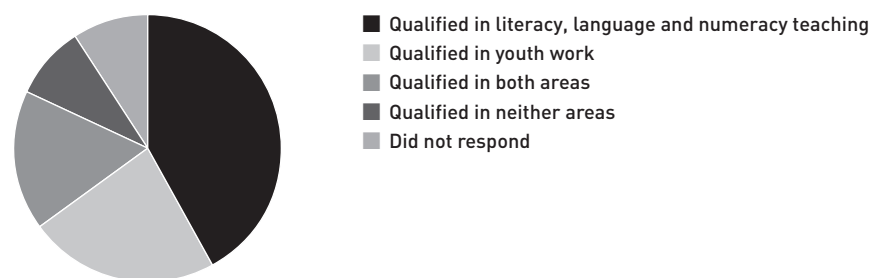 Qualified in literacy, language and numeracy teaching
Qualified in youth work
Qualified in both areas
Qualified in neither areas
Did not respond